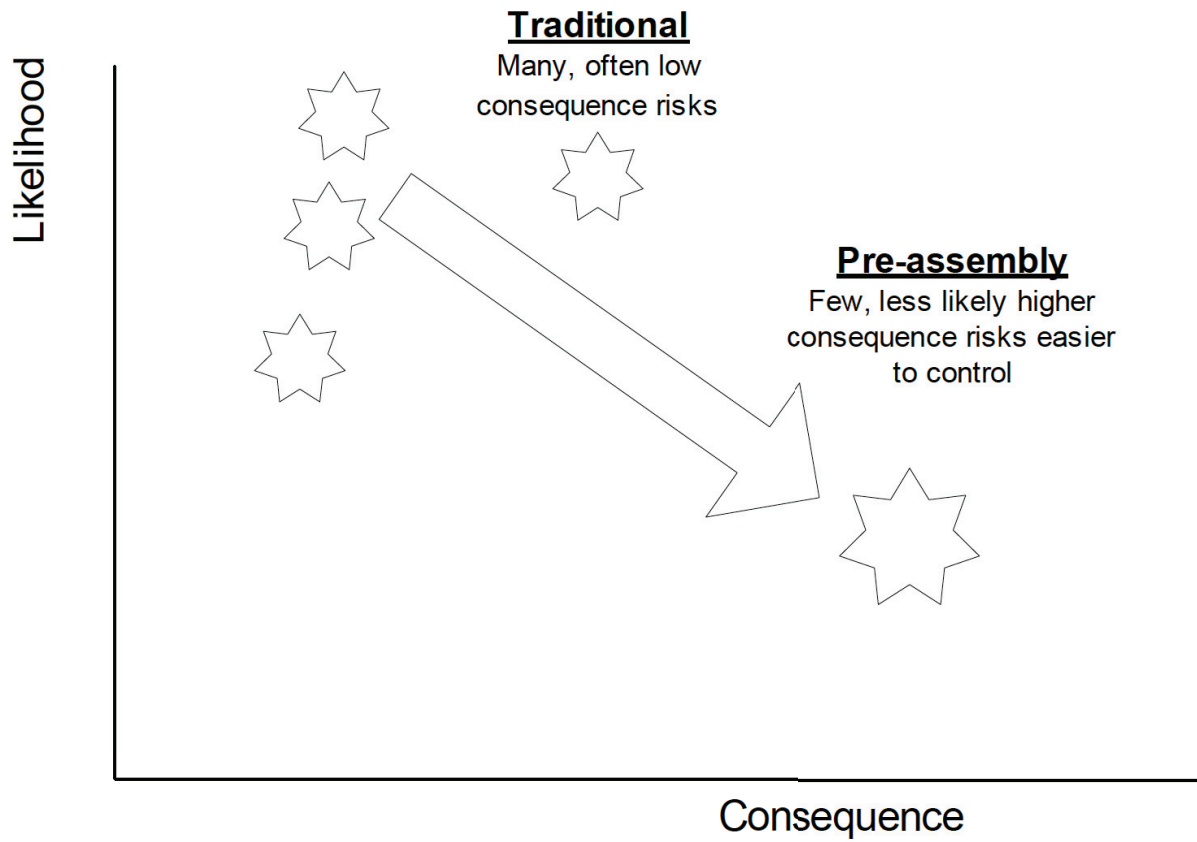 Traditional
Many, often low
consequence risks
Likelihood
Pre-assembly
Few, less likely higher
consequence risks easier
to control
Consequence